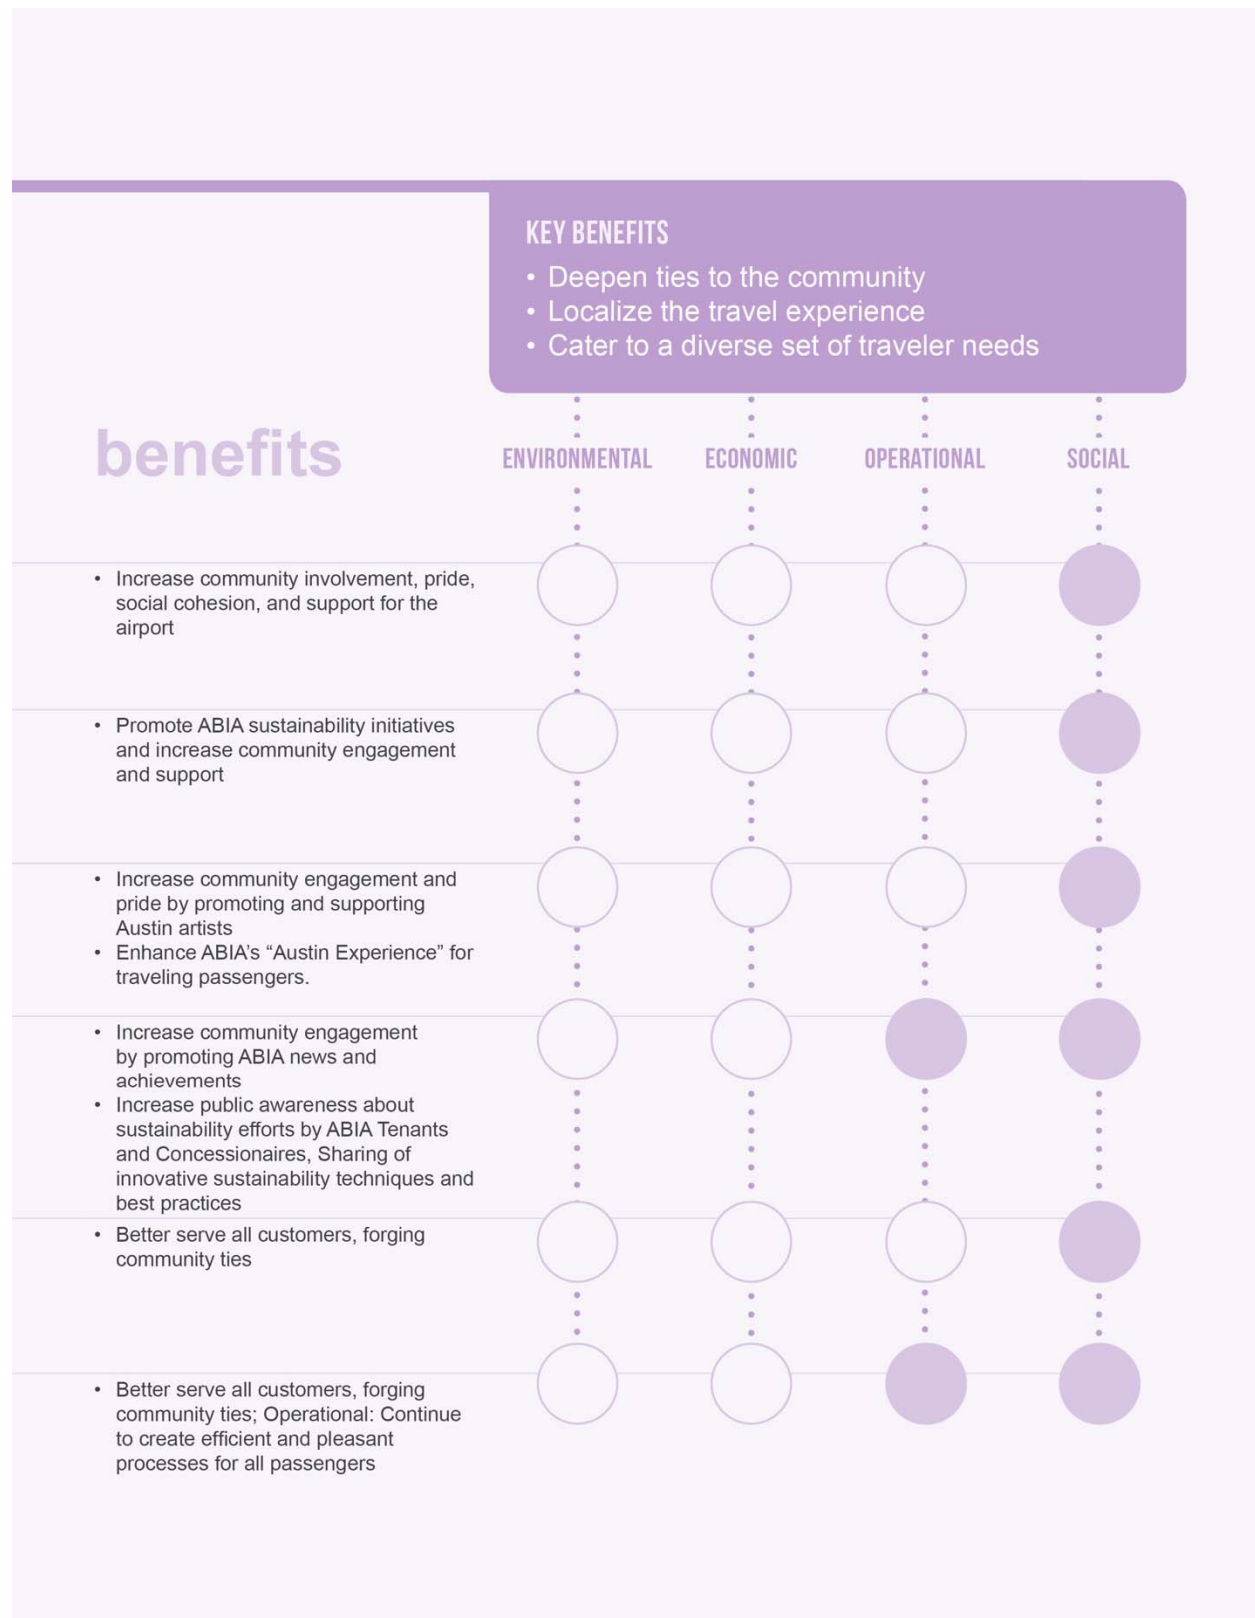 KEY BENEFITS
• Deepen ties to the community
• Localize the travel experience
• Cater to a diverse set of traveler needs
benefits
ENVIRONMENTAL ECONOMIC OPERATIONAL SOCIAL
• Increase community involvement, pride,
social cohesion, and support for the
airport
• Promote ABIA sustainability initiatives
and increase community engagement
and support
• Increase community engagement and
pride by promoting and supporting
Austin artists
• Enhance ABIA’s “Austin Experience” for
traveling passengers.
• Increase community engagement
by promoting ABIA news and
achievements
• Increase public awareness about
sustainability efforts by ABIA Tenants
and Concessionaires, Sharing of
innovative sustainability techniques and
best practices
• Better serve all customers, forging
community ties
• Better serve all customers, forging
community ties; Operational: Continue
to create efficient and pleasant
processes for all passengers